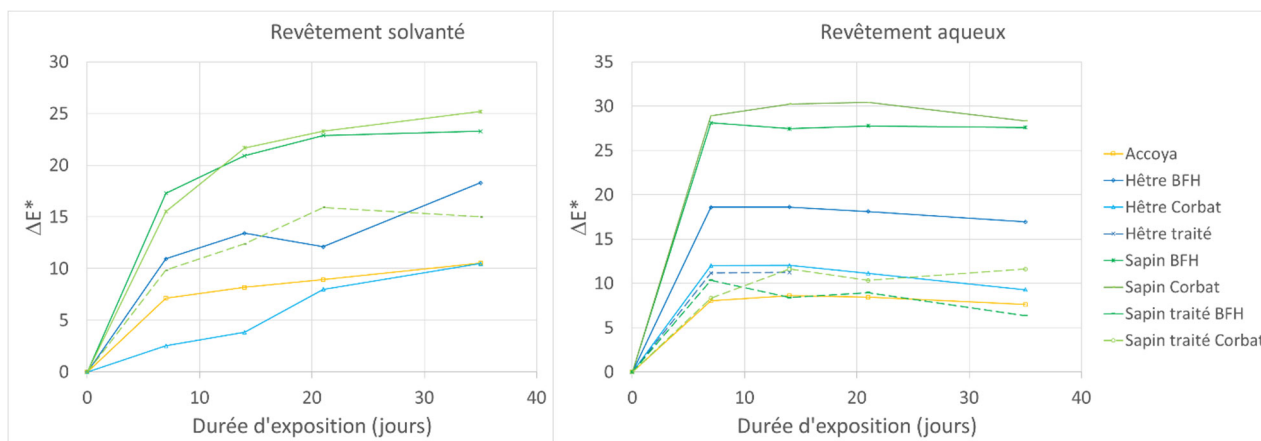 Revêtement solvanté
30
25
20
15
10
5
0
ΔE*
0 10 20 30 40
Durée d'exposition (jours)
Revêtement aqueux
35
30
25
20
15
10
5
0
ΔE*
0 10 20 30 40
Durée d'exposition (jours)
Accoya
Hêtre BFH
Hêtre Corbat
Hêtre traité
Sapin BFH
Sapin Corbat
Sapin traité BFH
Sapin traité Corbat